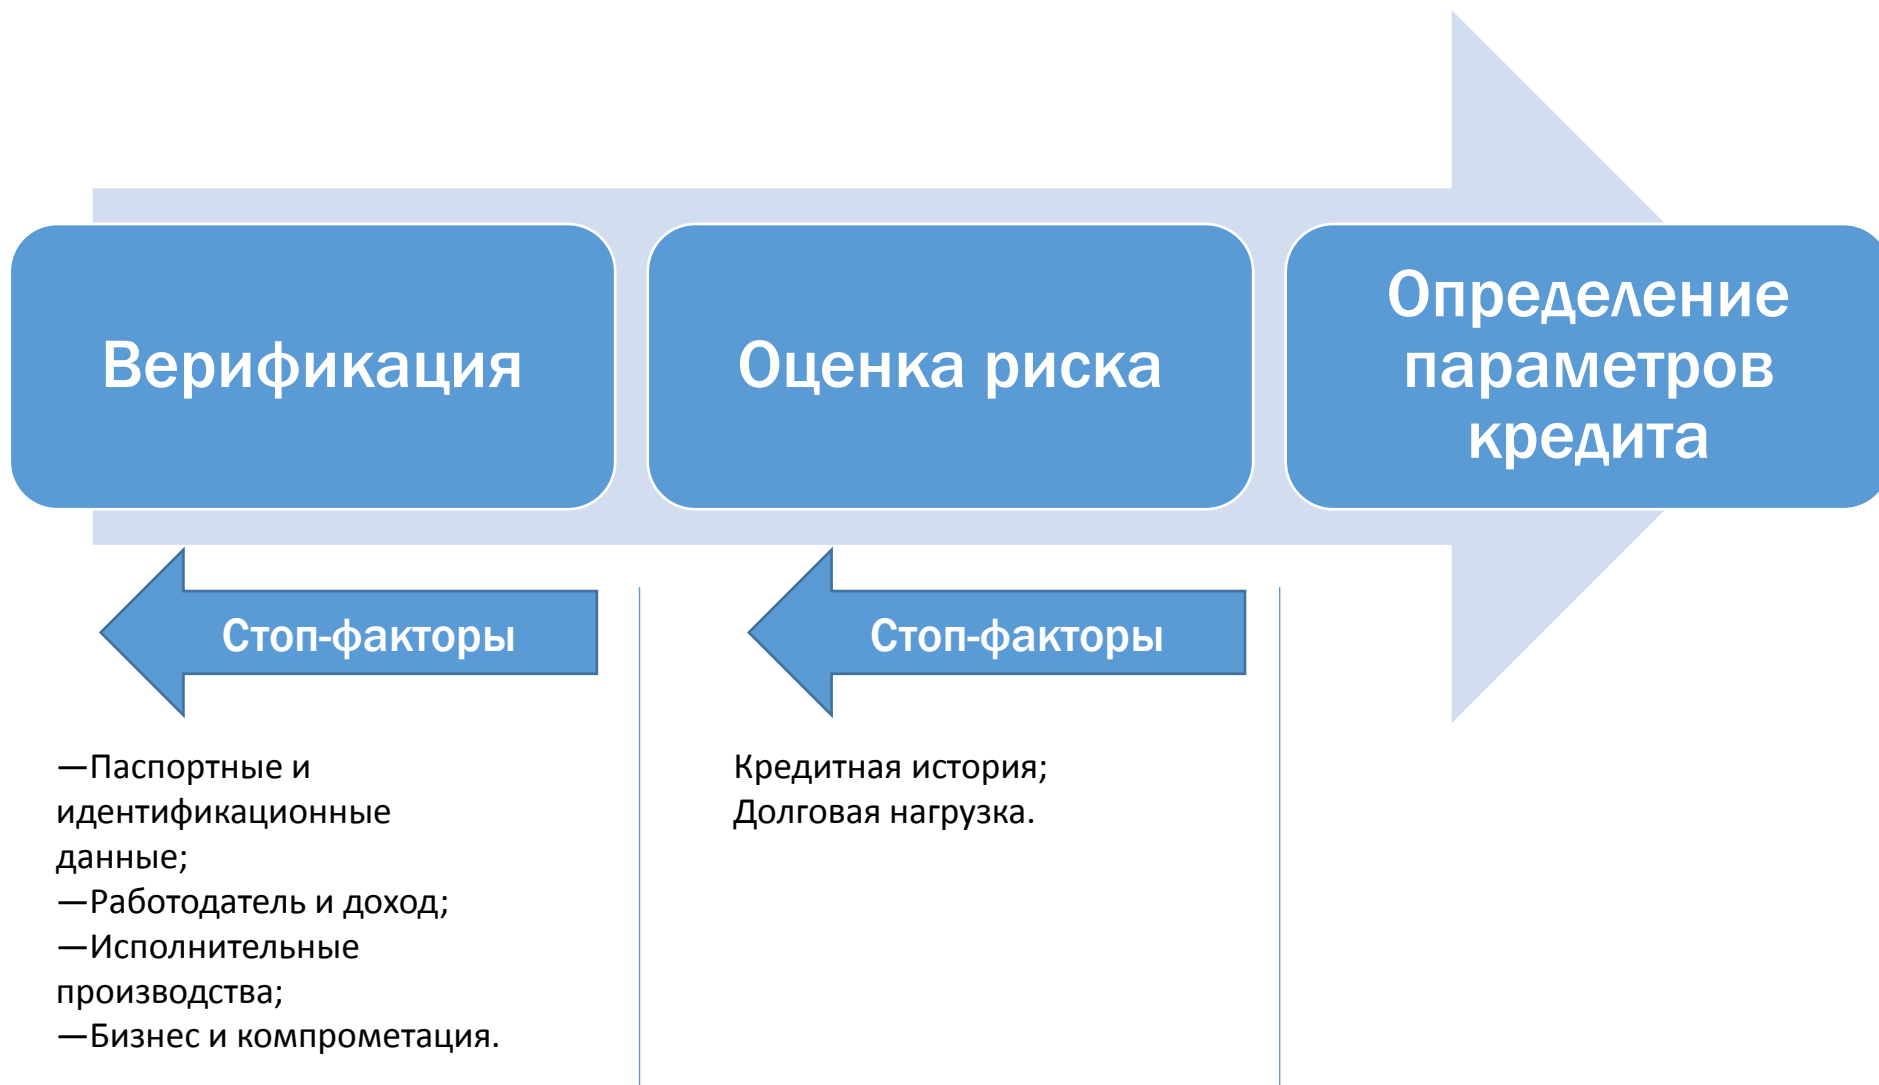 Верификация
Оценка риска
Определение
параметров
кредита
Стоп-факторы
Стоп-факторы
—Паспортные и
идентификационные
данные;
—Работодатель и доход;
—Исполнительные
производства;
—Бизнес и компрометация.
Кредитная история;
Долговая нагрузка.